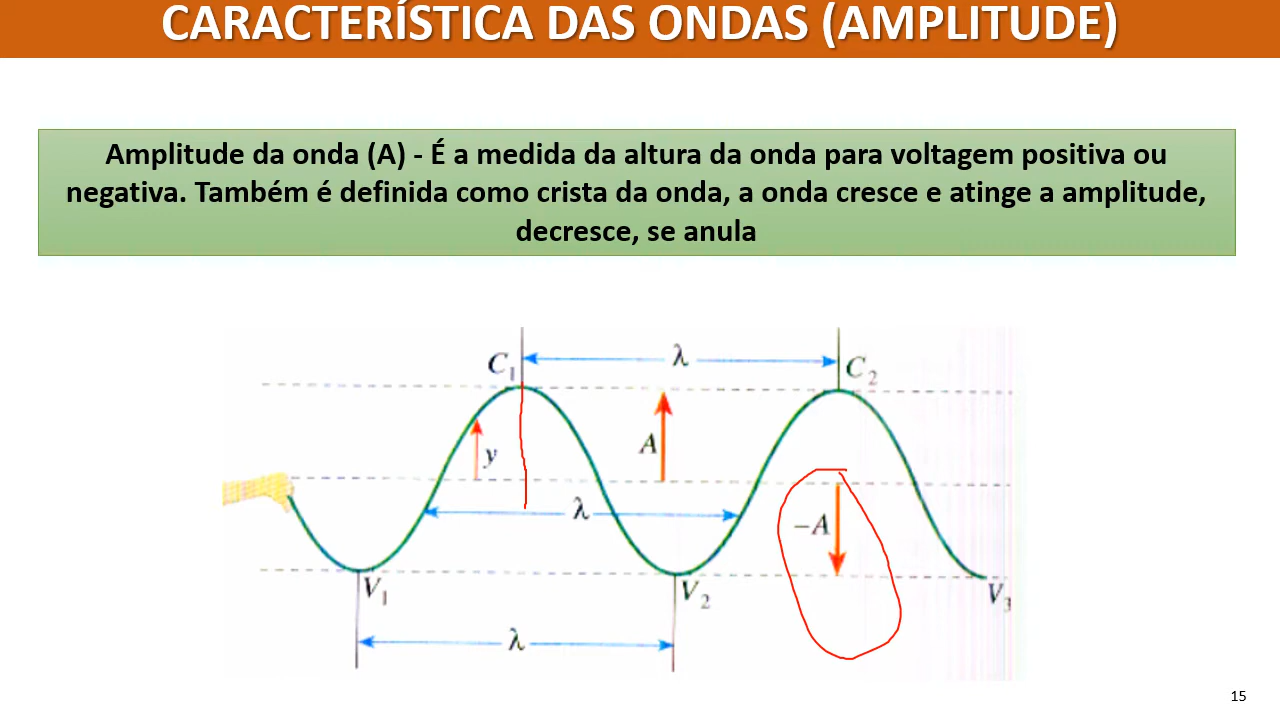 CARACTERÍSTICA DAS ONDAS (AMPLITUDE)
Amplitude da onda (A) - É a medida da altura da onda para voltagem positiva ou
negativa. Também é definida como crista da onda, a onda cresce e atinge a amplitude,
decresce, se anula
C1 λ C2
A
y
λ
–A
V1 V2 V3
λ
15